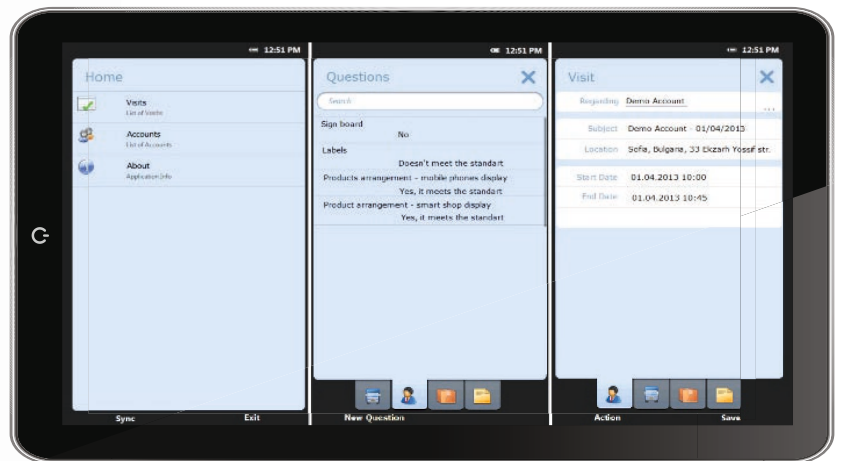 12:51 PM
Home
Visits
List of Visits
Accounts
List of Accounts
About
Application Info
Sync
Exit
12:51 PM
Questions
Search
Sign board
No
Labels
Doesn't meet the standart
Products arrangement - mobile phones display
Yes, it meets the standart
Product arrangement - smart shop display
Yes, it meets the standart
New Question
12:51 PM
Visit
Regarding Demo Account
...
Subject Demo Account - 01/04/2013
Location Sofia, Bulgaria, 33 Ekzarh Yossif str.
Start Date 01.04.2013 10:00
End Date 01.04.2013 10:45
Action
Save